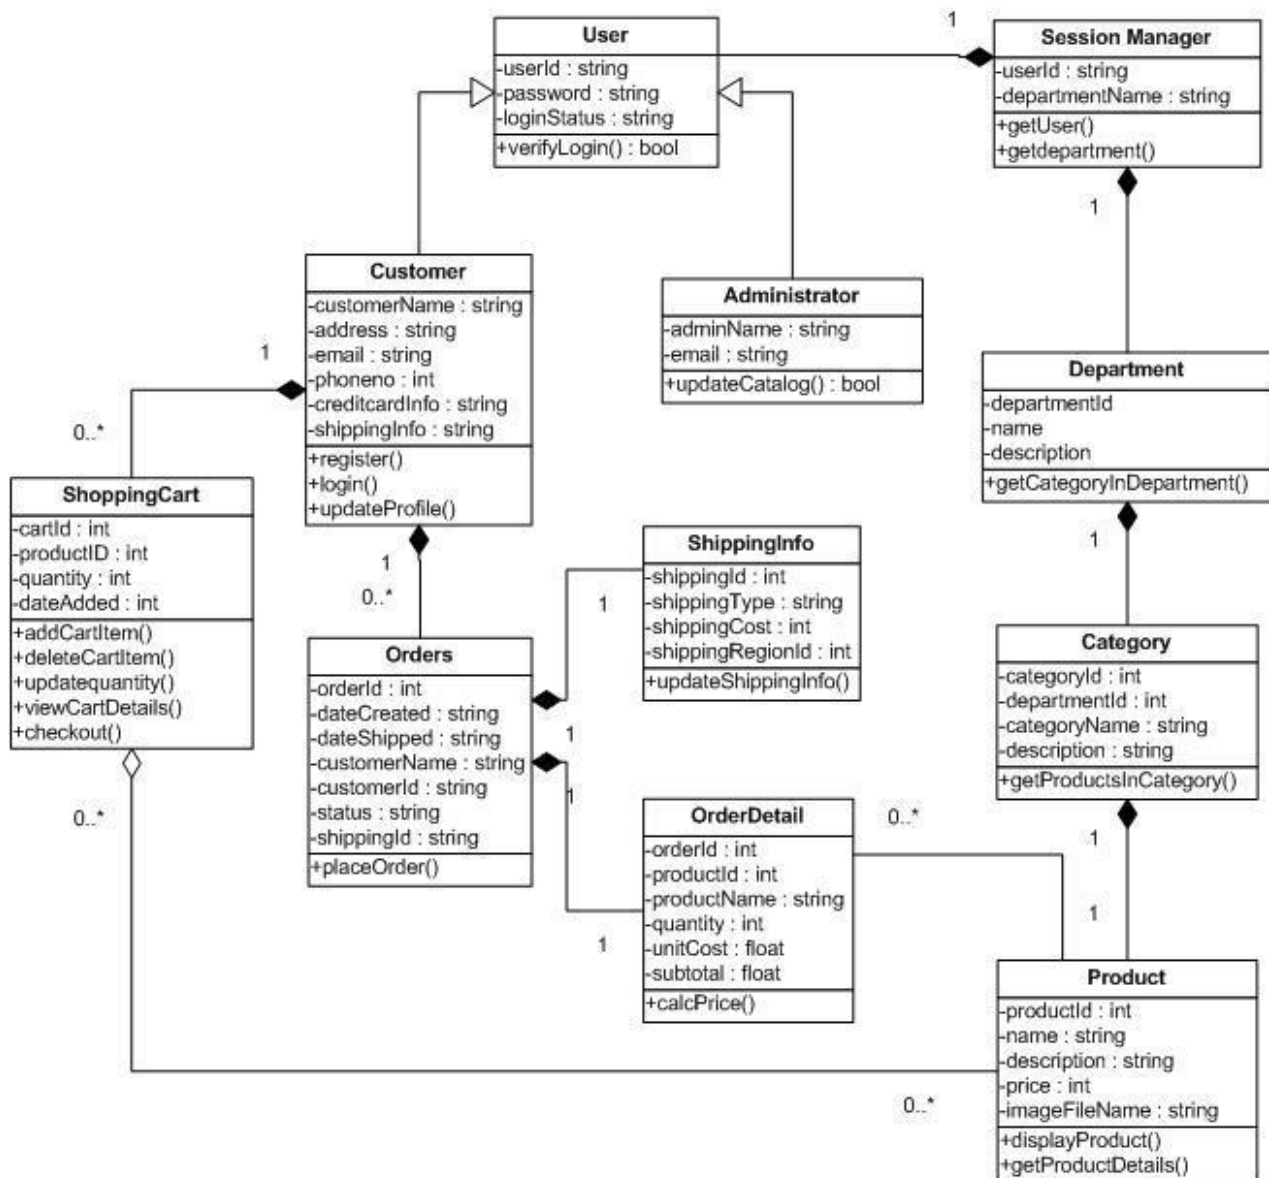 User
-userId : string
-password : string
-loginStatus : string
+verifyLogin() : bool
1
Session Manager
-userId : string
-departmentName : string
+getUser()
+getdepartment()
1
Customer
-customerName : string
-address : string
-email : string
-phoneno : int
-creditcardInfo : string
-shippingInfo : string
+register()
+login()
+updateProfile()
1
0..*
Administrator
-adminName : string
-email : string
+updateCatalog() : bool
Department
-departmentId
-name
-description
+getCategoryInDepartment()
1
ShoppingCart
-cartId : int
-productID : int
-quantity : int
-dateAdded : int
+addCartItem()
+deleteCartItem()
+updatequantity()
+viewCartDetails()
+checkout()
0..*
1
0..*
ShippingInfo
-shippingId : int
-shippingType : string
-shippingCost : int
-shippingRegionId : int
+updateShippingInfo()
1
1
Orders
-orderId : int
-dateCreated : string
-dateShipped : string
-customerName : string
-customerId : string
-status : string
-shippingId : string
+placeOrder()
1
1
Category
-categoryId : int
-departmentId : int
-categoryName : string
-description : string
+getProductsInCategory()
1
1
OrderDetail
-orderId : int
-productId : int
-productName : string
-quantity : int
-unitCost : float
-subtotal : float
+calcPrice()
0..*
Product
-productId : int
-name : string
-description : string
-price : int
-imageFileName : string
+displayProduct()
+getProductDetails()
0..*